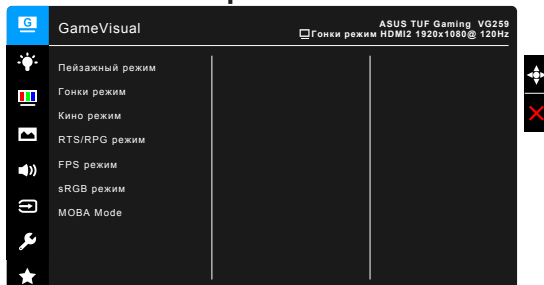 G
GameVisual
ASUS TUF Gaming VG259
Гонки режим HDMI2 1920x1080@ 120Hz
Пейзажный режим
Гонки режим
Кино режим
RTS/RPG режим
FPS режим
sRGB режим
MOBA Mode